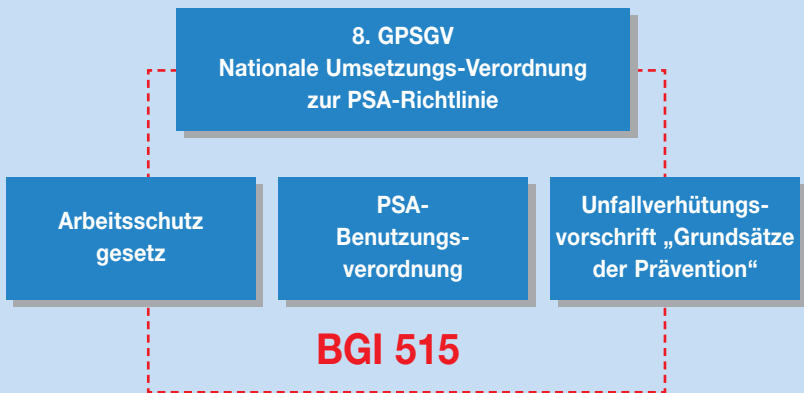 8. GPSGV
Nationale Umsetzungs-Verordnung
zur PSA-Richtlinie
Arbeitsschutz
gesetz
PSA-
Benutzungs-
verordnung
Unfallverhütungs-
vorschrift „Grundsätze
der Prävention“
BGI 515